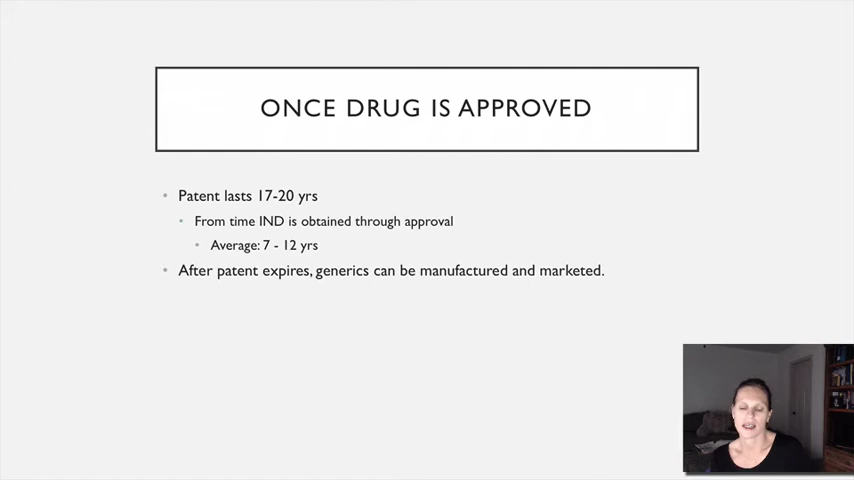 ONCE DRUG IS APPROVED
• Patent lasts 17-20 yrs
• From time IND is obtained through approval
• Average: 7 - 12 yrs
• After patent expires, generics can be manufactured and marketed.